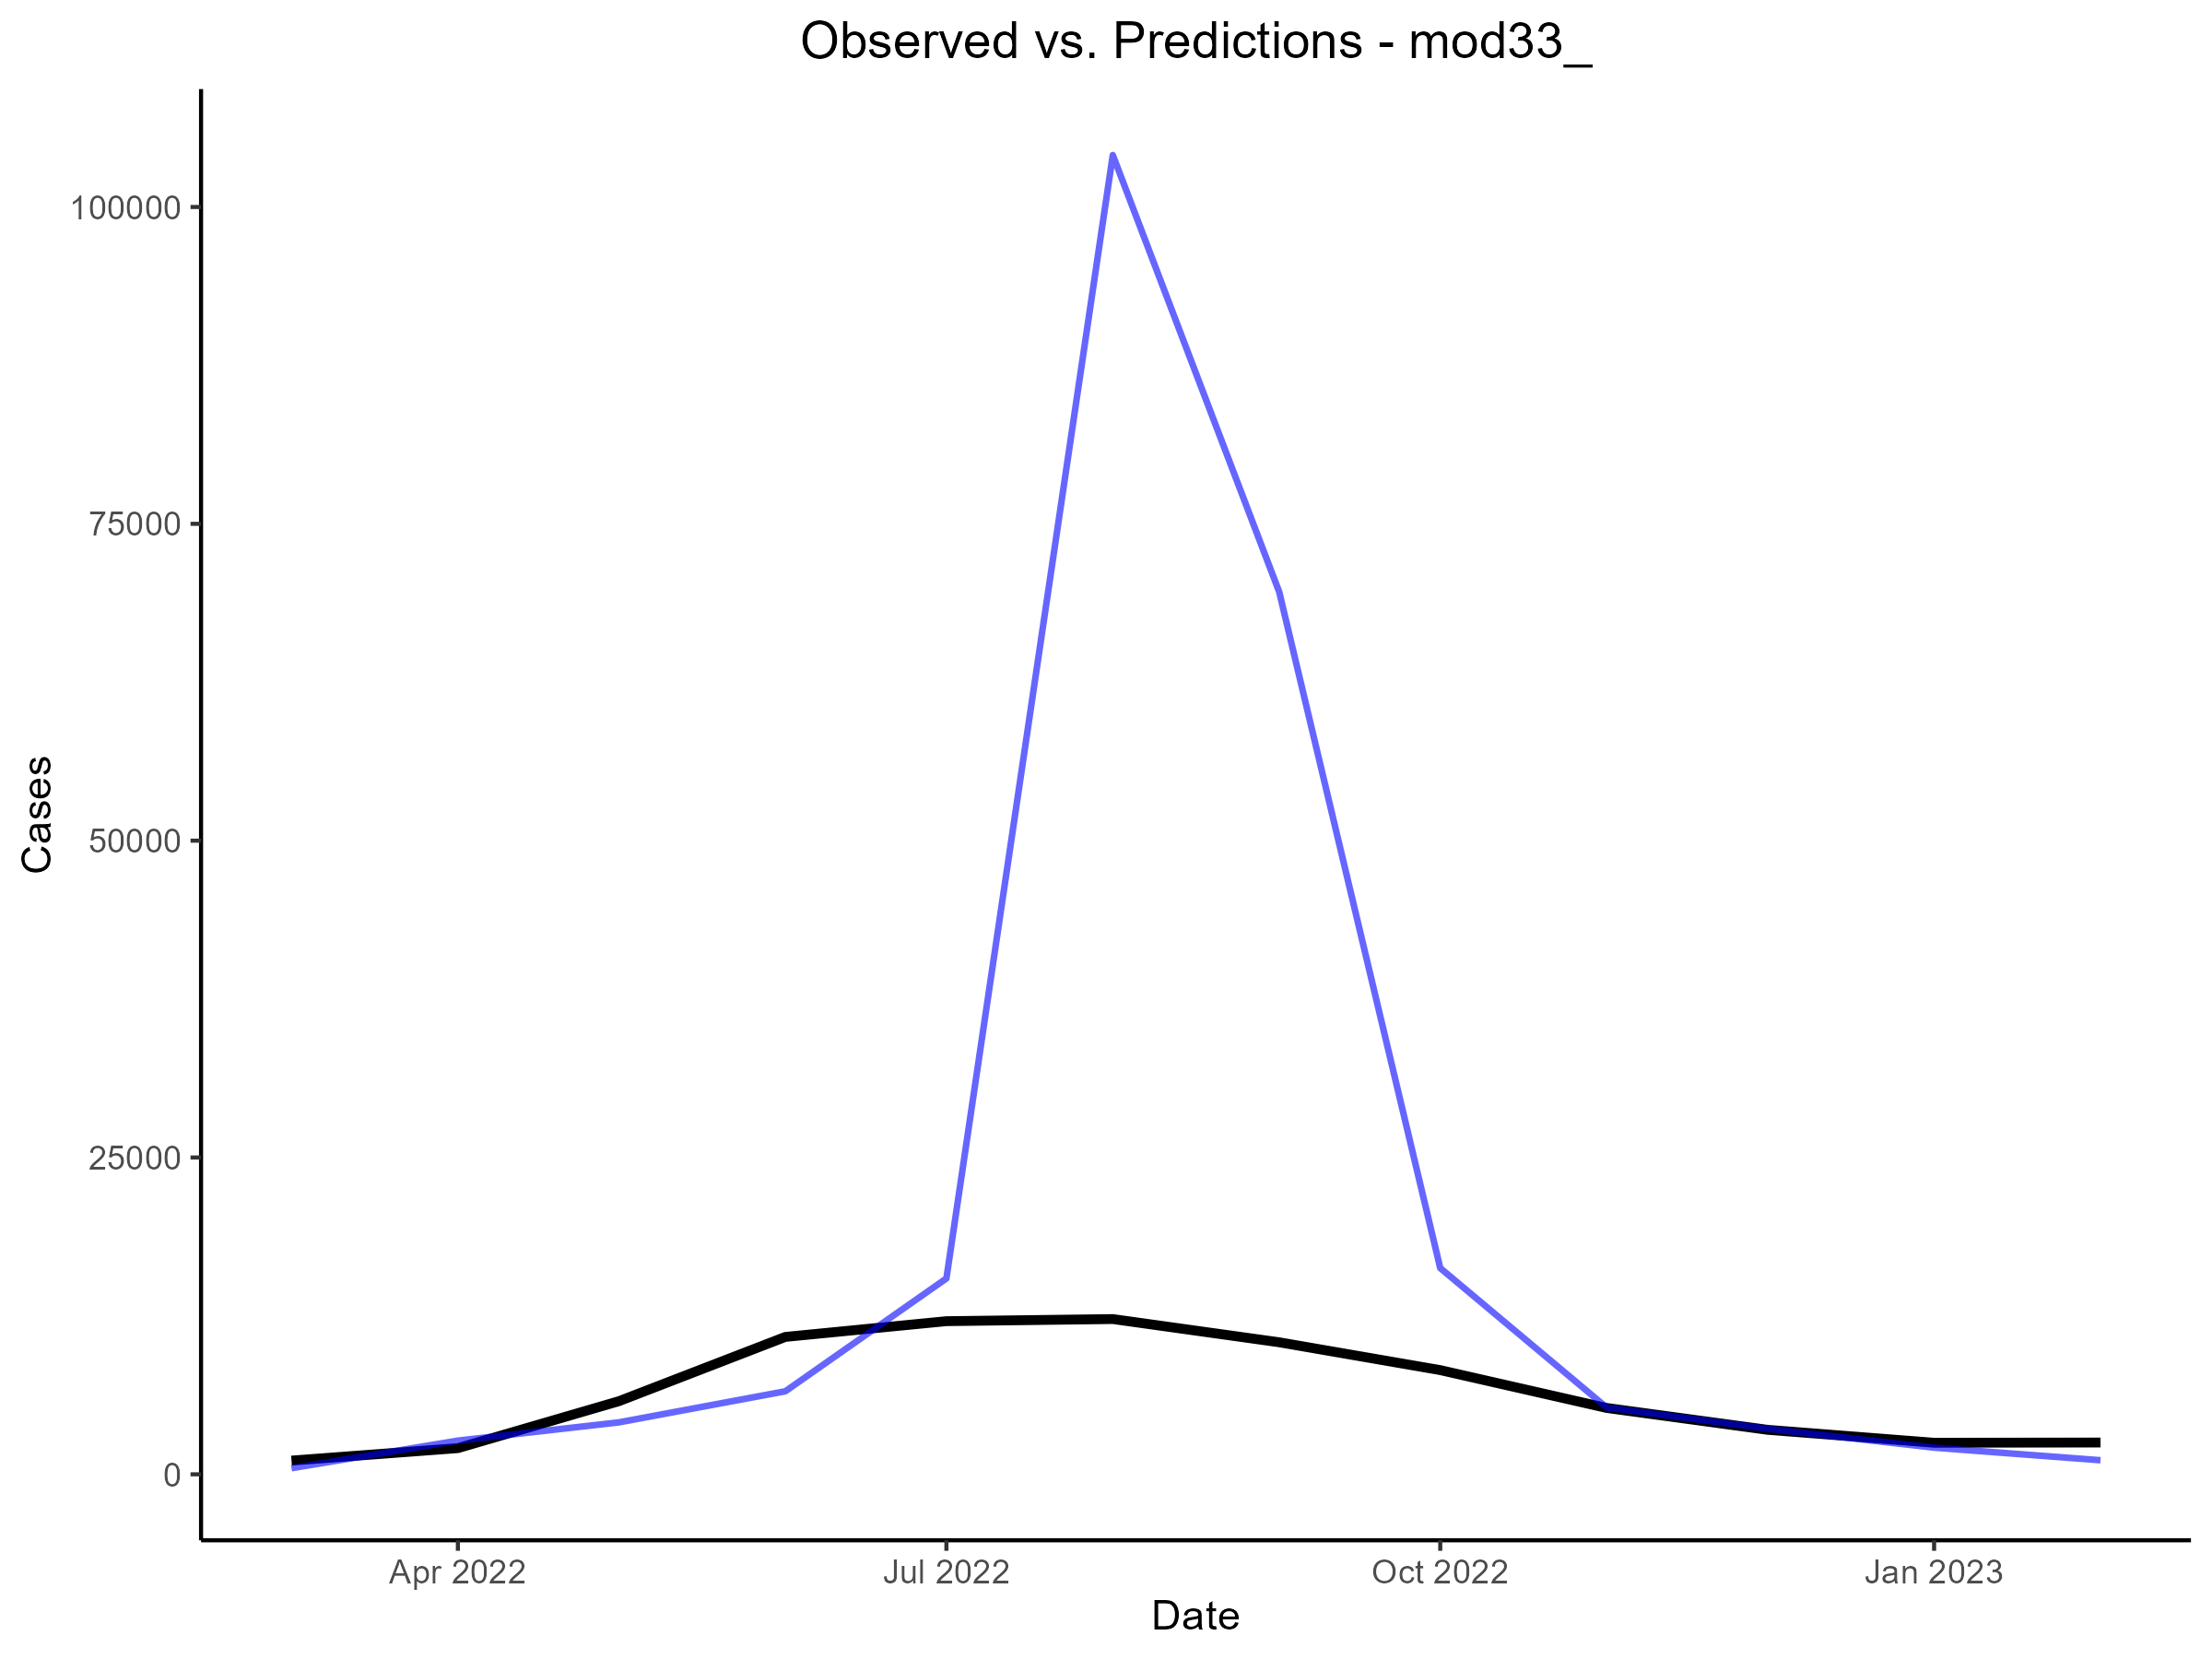 Observed vs. Predictions - mod33_
100000
75000
50000
25000
0
Cases
Apr 2022
Jul 2022
Oct 2022
Jan 2023
Date